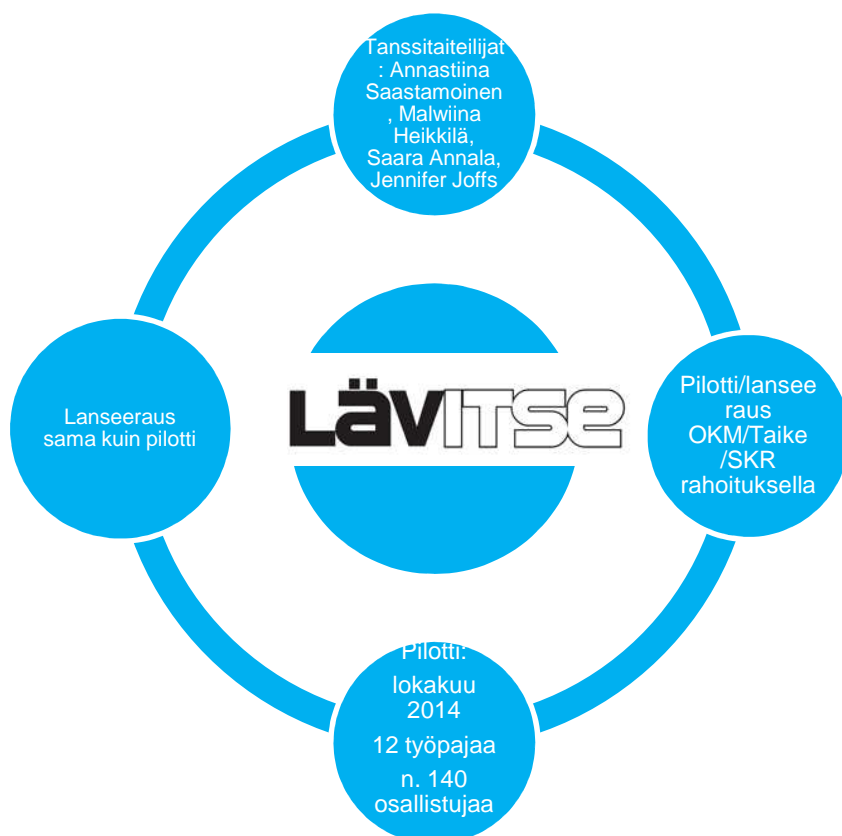 Tanssitaiteilijat
: Annastiina
Saastamoinen
, Malwiina
Heikkilä,
Saara Annala,
Jennifer Joffs
Pilotti/lansee
raus
OKM/Taike
/SKR
rahoituksella
Pilotti:
lokakuu
2014
12 työpajaa
n. 140
osallistujaa
Lanseeraus
sama kuin pilotti
LÄVITSE